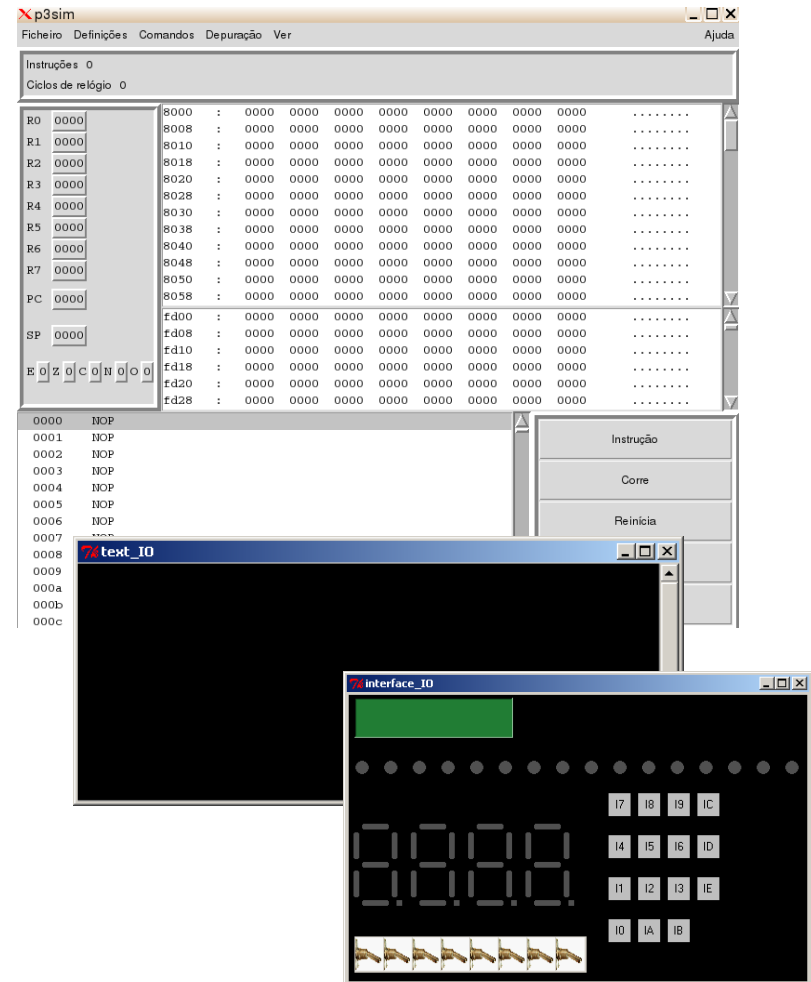 p3sim
Ficheiro Definições Comandos Depuração Ver Ajuda
Instruções 0
Ciclos de relógio 0
R0 0000
R1 0000
R2 0000
R3 0000
R4 0000
R5 0000
R6 0000
R7 0000
PC 0000
SP 0000
E 0 Z 0 C 0 N 0 O 0
8000 : 0000 0000 0000 0000 0000 0000 0000 0000 ........
8008 : 0000 0000 0000 0000 0000 0000 0000 0000 ........
8010 : 0000 0000 0000 0000 0000 0000 0000 0000 ........
8018 : 0000 0000 0000 0000 0000 0000 0000 0000 ........
8020 : 0000 0000 0000 0000 0000 0000 0000 0000 ........
8028 : 0000 0000 0000 0000 0000 0000 0000 0000 ........
8030 : 0000 0000 0000 0000 0000 0000 0000 0000 ........
8038 : 0000 0000 0000 0000 0000 0000 0000 0000 ........
8040 : 0000 0000 0000 0000 0000 0000 0000 0000 ........
8048 : 0000 0000 0000 0000 0000 0000 0000 0000 ........
8050 : 0000 0000 0000 0000 0000 0000 0000 0000 ........
8058 : 0000 0000 0000 0000 0000 0000 0000 0000 ........
fd00 : 0000 0000 0000 0000 0000 0000 0000 0000 ........
fd08 : 0000 0000 0000 0000 0000 0000 0000 0000 ........
fd10 : 0000 0000 0000 0000 0000 0000 0000 0000 ........
fd18 : 0000 0000 0000 0000 0000 0000 0000 0000 ........
fd20 : 0000 0000 0000 0000 0000 0000 0000 0000 ........
fd28 : 0000 0000 0000 0000 0000 0000 0000 0000 ........
0000 NOP
0001 NOP
0002 NOP
0003 NOP
0004 NOP
0005 NOP
0006 NOP
0007 NOP
0008
0009
000a
000b
000c
Instrução
Corre
Reinícia
text_IO
interface_IO
I7 I8 I9 IC
I4 I5 I6 ID
I1 I2 I3 IE
I0 IA IB